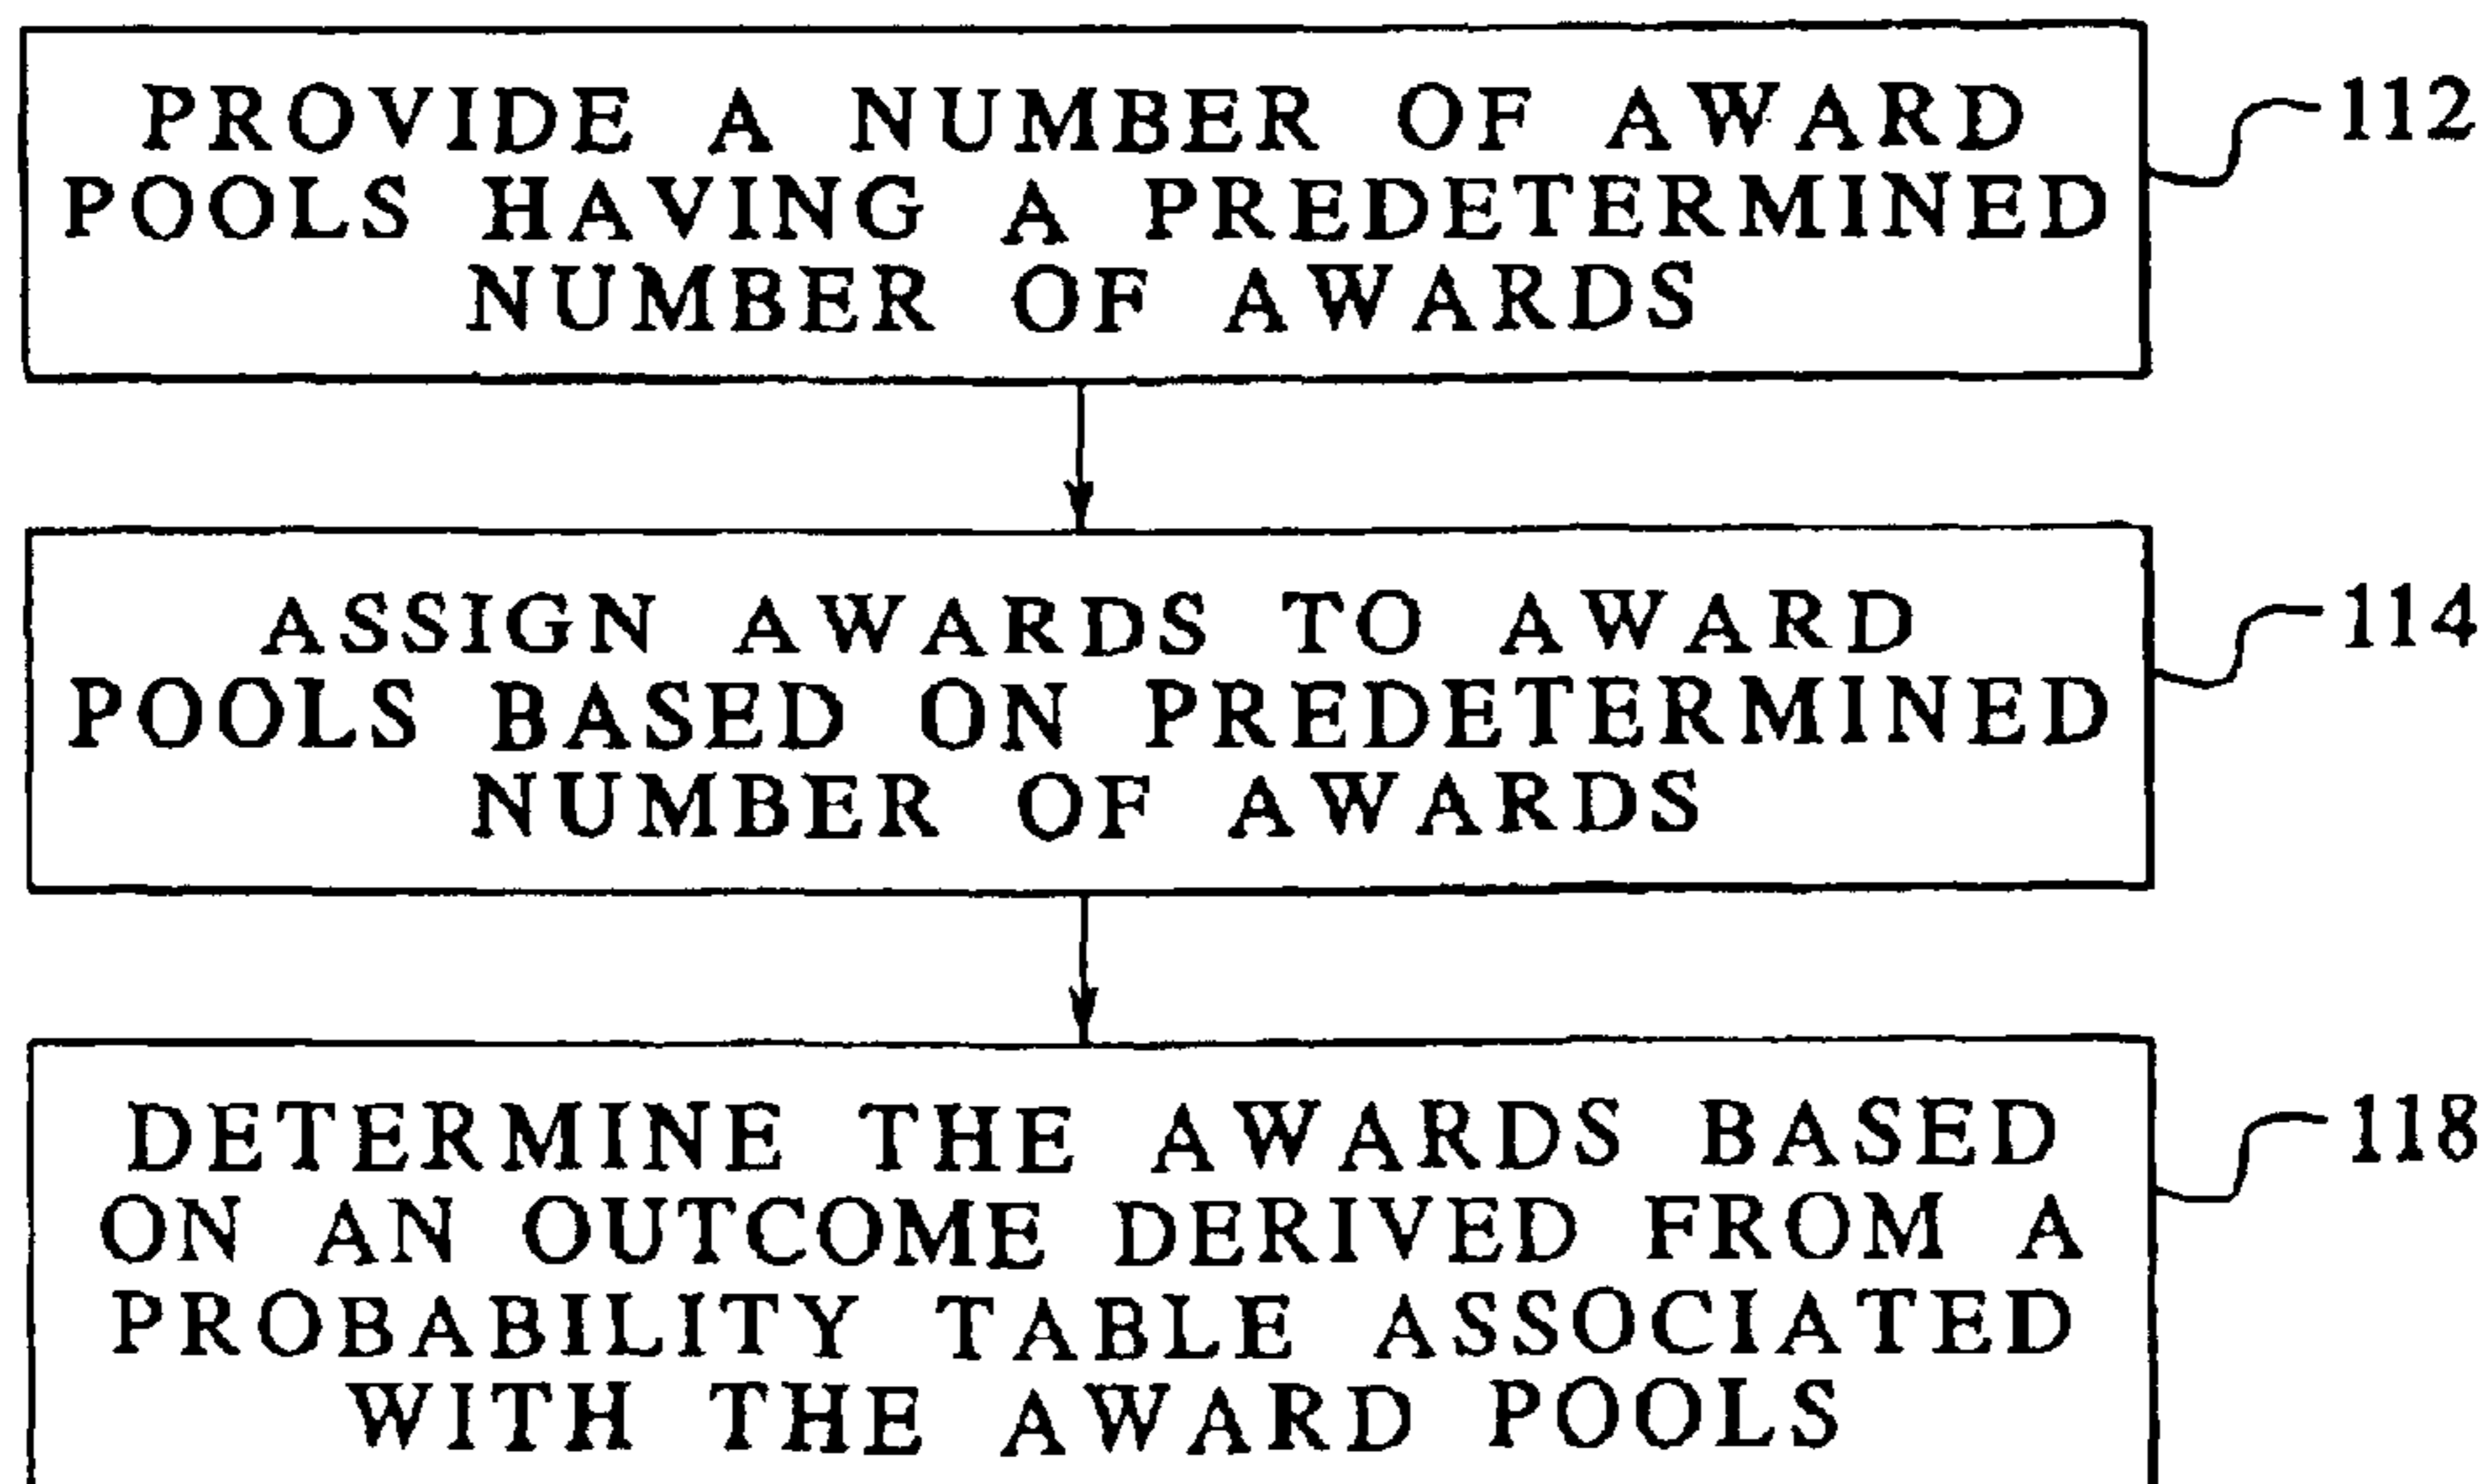 PROVIDE A NUMBER OF AWARD
POOLS HAVING A PREDETERMINED
NUMBER OF AWARDS
112
ASSIGN AWARDS TO AWARD
POOLS BASED ON PREDETERMINED
NUMBER OF AWARDS
114
DETERMINE THE AWARDS BASED
ON AN OUTCOME DERIVED FROM A
PROBABILITY TABLE ASSOCIATED
WITH THE AWARD POOLS
118